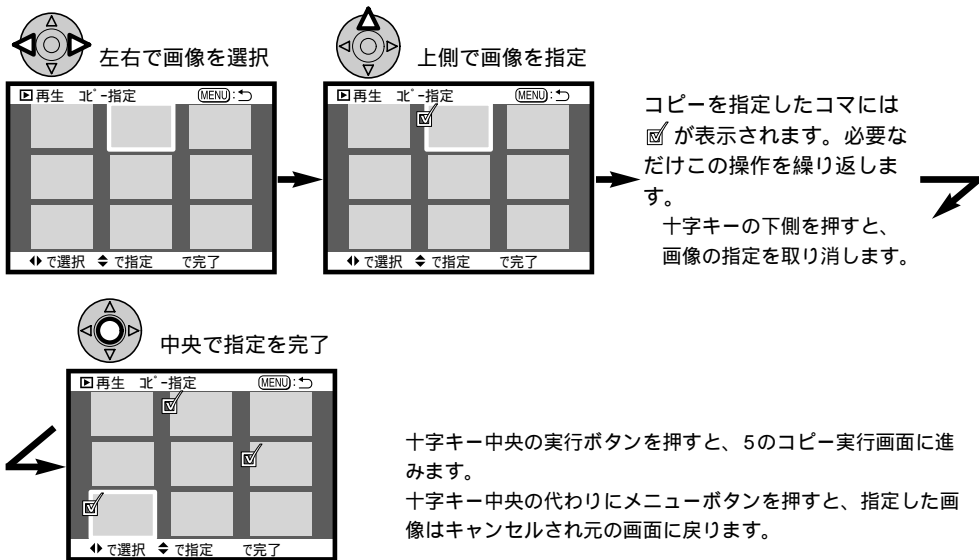 左右で画像を選択
上側で画像を指定
再生 コピー指定 MENU:
で選択 で指定 で完了
再生 コピー指定 MENU:
で選択 で指定 で完了
コピーを指定したコマには
が表示されます。必要な
だけこの操作を繰り返しま
す。
十字キーの下側を押すと、
画像の指定を取り消します。
中央で指定を完了
再生 コピー指定 MENU:
で選択 で指定 で完了
十字キー中央の実行ボタンを押すと、5のコピー実行画面に進
みます。
十字キー中央の代わりにメニューボタンを押すと、指定した画
像はキャンセルされ元の画面に戻ります。